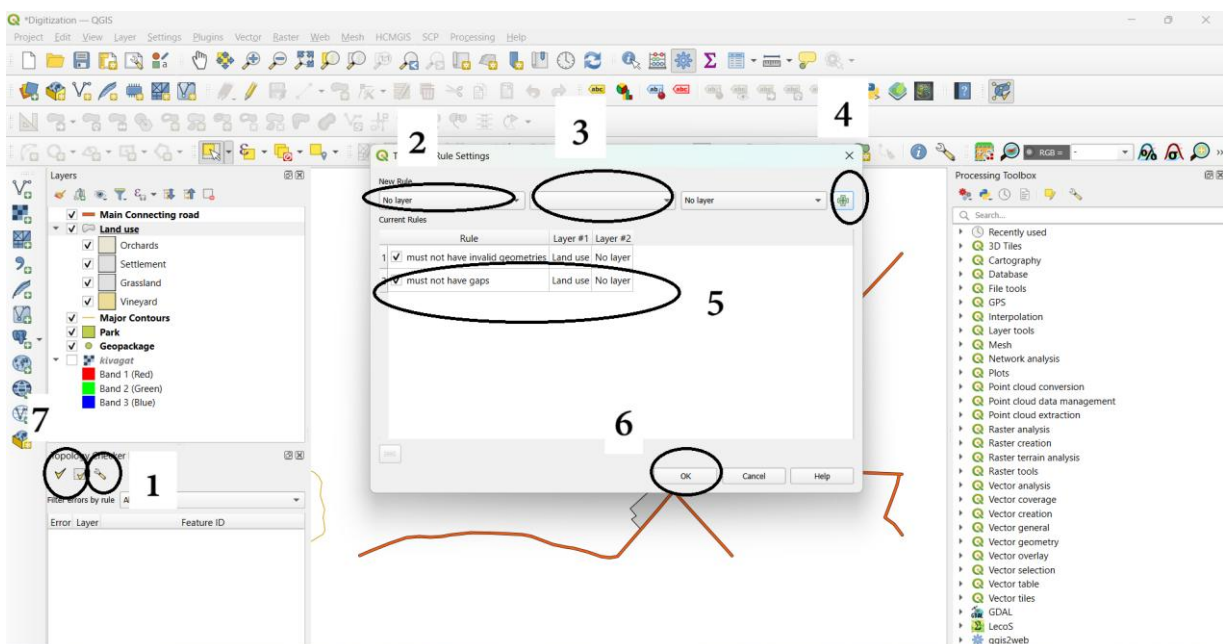 *Digitization — QGIS
Project Edit View Layer Settings Plugins Vector Raster Web Mesh HCMGIS SCP Processing Help
abc
abc
abc
RGB =
Layers
Main Connecting road
Land use
Orchards
Settlement
Grassland
Vineyard
Major Contours
Park
Geopackage
kivagat
Band 1 (Red)
Band 2 (Green)
Band 3 (Blue)
7
Topology Checker
1
Filter errors by rule
Error Layer Feature ID
2
3
4
Rule Settings
New Rule
No layer No layer
Current Rules
Rule Layer #1 Layer #2
1 must not have invalid geometries Land use No layer
must not have gaps Land use No layer
5
6
OK Cancel Help
Processing Toolbox
Search...
Recently used
3D Tiles
Cartography
Database
File tools
GPS
Interpolation
Layer tools
Mesh
Network analysis
Plots
Point cloud conversion
Point cloud data management
Point cloud extraction
Raster analysis
Raster creation
Raster terrain analysis
Raster tools
Vector analysis
Vector coverage
Vector creation
Vector general
Vector geometry
Vector overlay
Vector selection
Vector table
Vector tiles
GDAL
LecoS
qgis2web